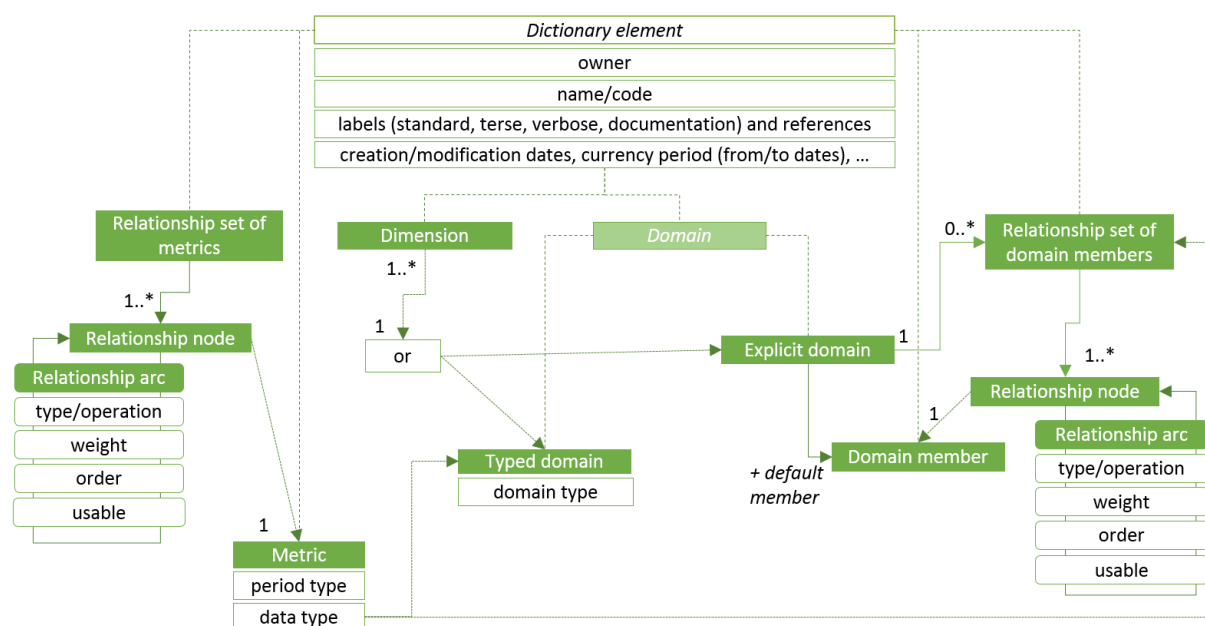 Dictionary element
owner
name/code
labels (standard, terse, verbose, documentation) and references
creation/modification dates, currency period (from/to dates), ...
Relationship set of
metrics
Dimension
Domain
Relationship set of
domain members
0..*
1..*
1..*
1
Relationship node
or
Explicit domain
1
1..*
Relationship arc
type/operation
weight
order
usable
Relationship node
1
Relationship arc
type/operation
weight
order
usable
Typed domain
domain type
+ default
member
Domain member
1
Metric
period type
data type